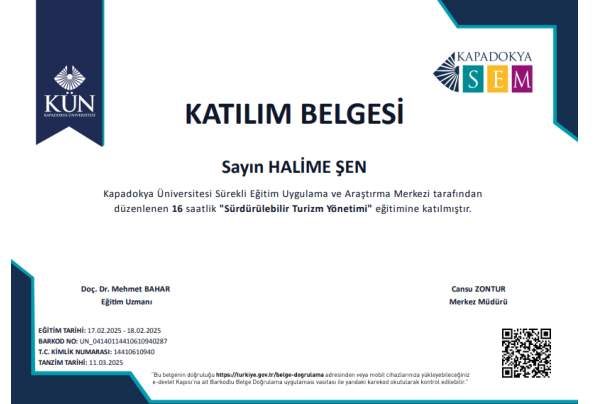 KÜN
KAPADOKYA ÜNİVERSİTESİ
KAPADOKYA
SEM
KATILIM BELGESİ
Sayın HALİME ŞEN
Kapadokya Üniversitesi Sürekli Eğitim Uygulama ve Araştırma Merkezi tarafından
düzenlenen 16 saatlik "Sürdürülebilir Turizm Yönetimi" eğitimine katılmıştır.
Doç. Dr. Mehmet BAHAR
Eğitim Uzmanı
Cansu ZONTUR
Merkez Müdürü
EĞİTİM TARİHİ: 17.02.2025 - 18.02.2025
BARKOD NO: UN_04140114410610940287
T.C. KİMLİK NUMARASI: 14410610940
TANZİM TARİHİ: 11.03.2025
"Bu belgenin doğruluğu https://turkiye.gov.tr/belge-dogrulama adresinden veya mobil cihazlarınıza yükleyebileceğiniz
e-devlet Kapısı'na ait Barkodlu Belge Doğrulama uygulaması vasıtası ile yandaki karekod okutularak kontrol edilebilir."